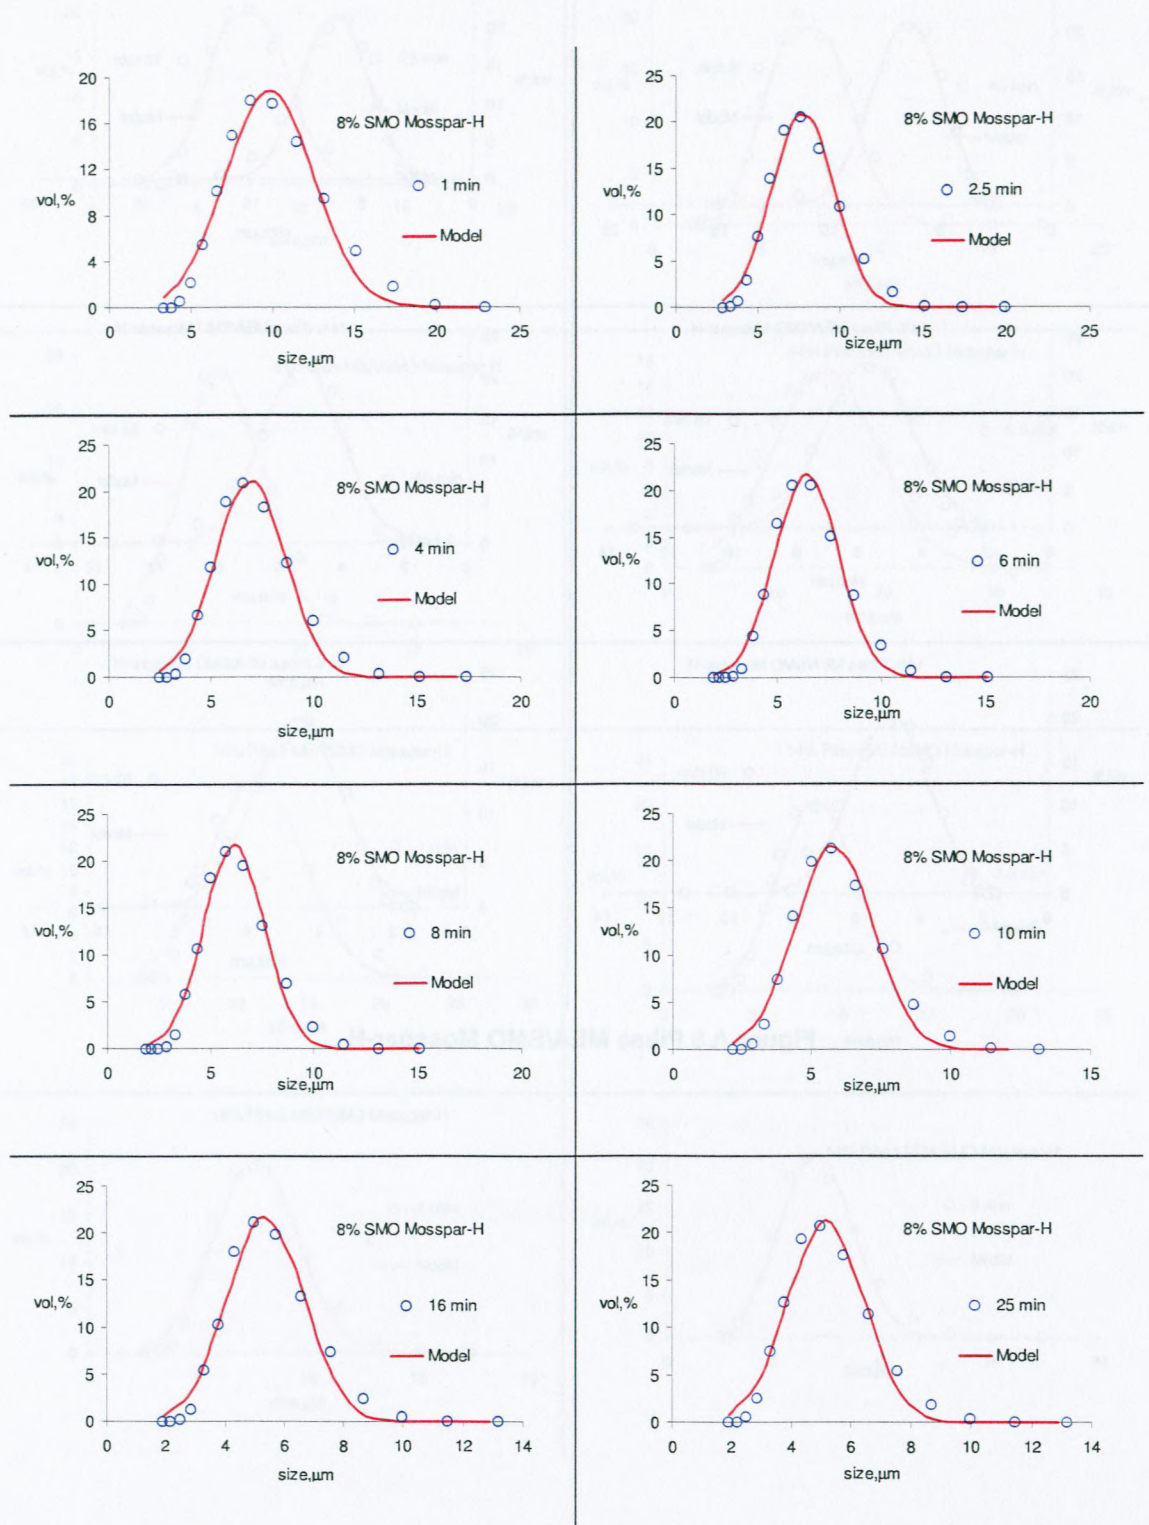 20
16
12
8
4
0
vol,%
8% SMO Mosspar-H
1 min
Model
0 5 10 15 20 25
size,µm
25
20
15
10
5
0
vol,%
8% SMO Mosspar-H
2.5 min
Model
0 5 10 15 20 25
size,µm
25
20
15
10
5
0
vol,%
8% SMO Mosspar-H
4 min
Model
0 5 10 15 20
size,µm
25
20
15
10
5
0
vol,%
8% SMO Mosspar-H
6 min
Model
0 5 10 15 20
size,µm
25
20
15
10
5
0
vol,%
8% SMO Mosspar-H
8 min
Model
0 5 10 15 20
size,µm
25
20
15
10
5
0
vol,%
8% SMO Mosspar-H
10 min
Model
0 5 10 15
size,µm
25
20
15
10
5
0
vol,%
8% SMO Mosspar-H
16 min
Model
0 2 4 6 8 10 12 14
size,µm
25
20
15
10
5
0
vol,%
8% SMO Mosspar-H
25 min
Model
0 2 4 6 8 10 12 14
size,µm